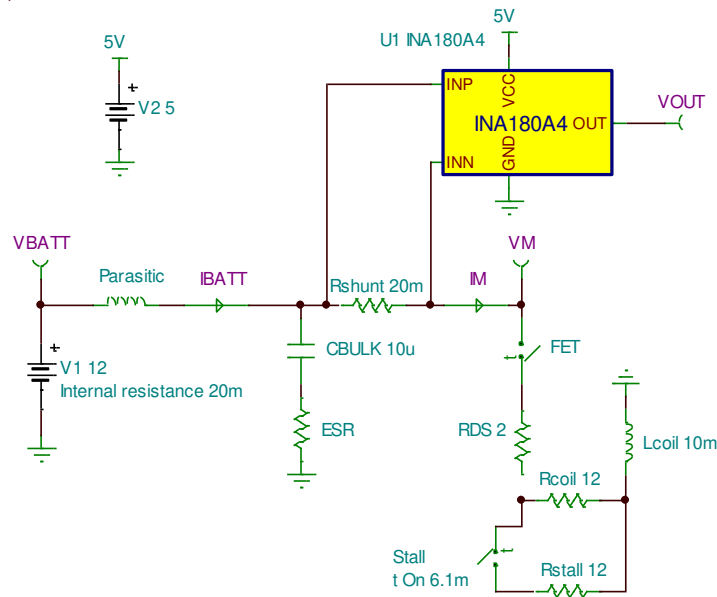 5V
U1 INA180A4
5V
V2 5
INP
VCC
INA180A4
OUT
VOUT
INN
GND
VBATT
Parasitic
IBATT
Rshunt 20m
IM
VM
V1 12
Internal resistance 20m
CBULK 10u
FET
ESR
RDS 2
Lcoil 10m
Rcoil 12
Stall
t On 6.1m
Rstall 12